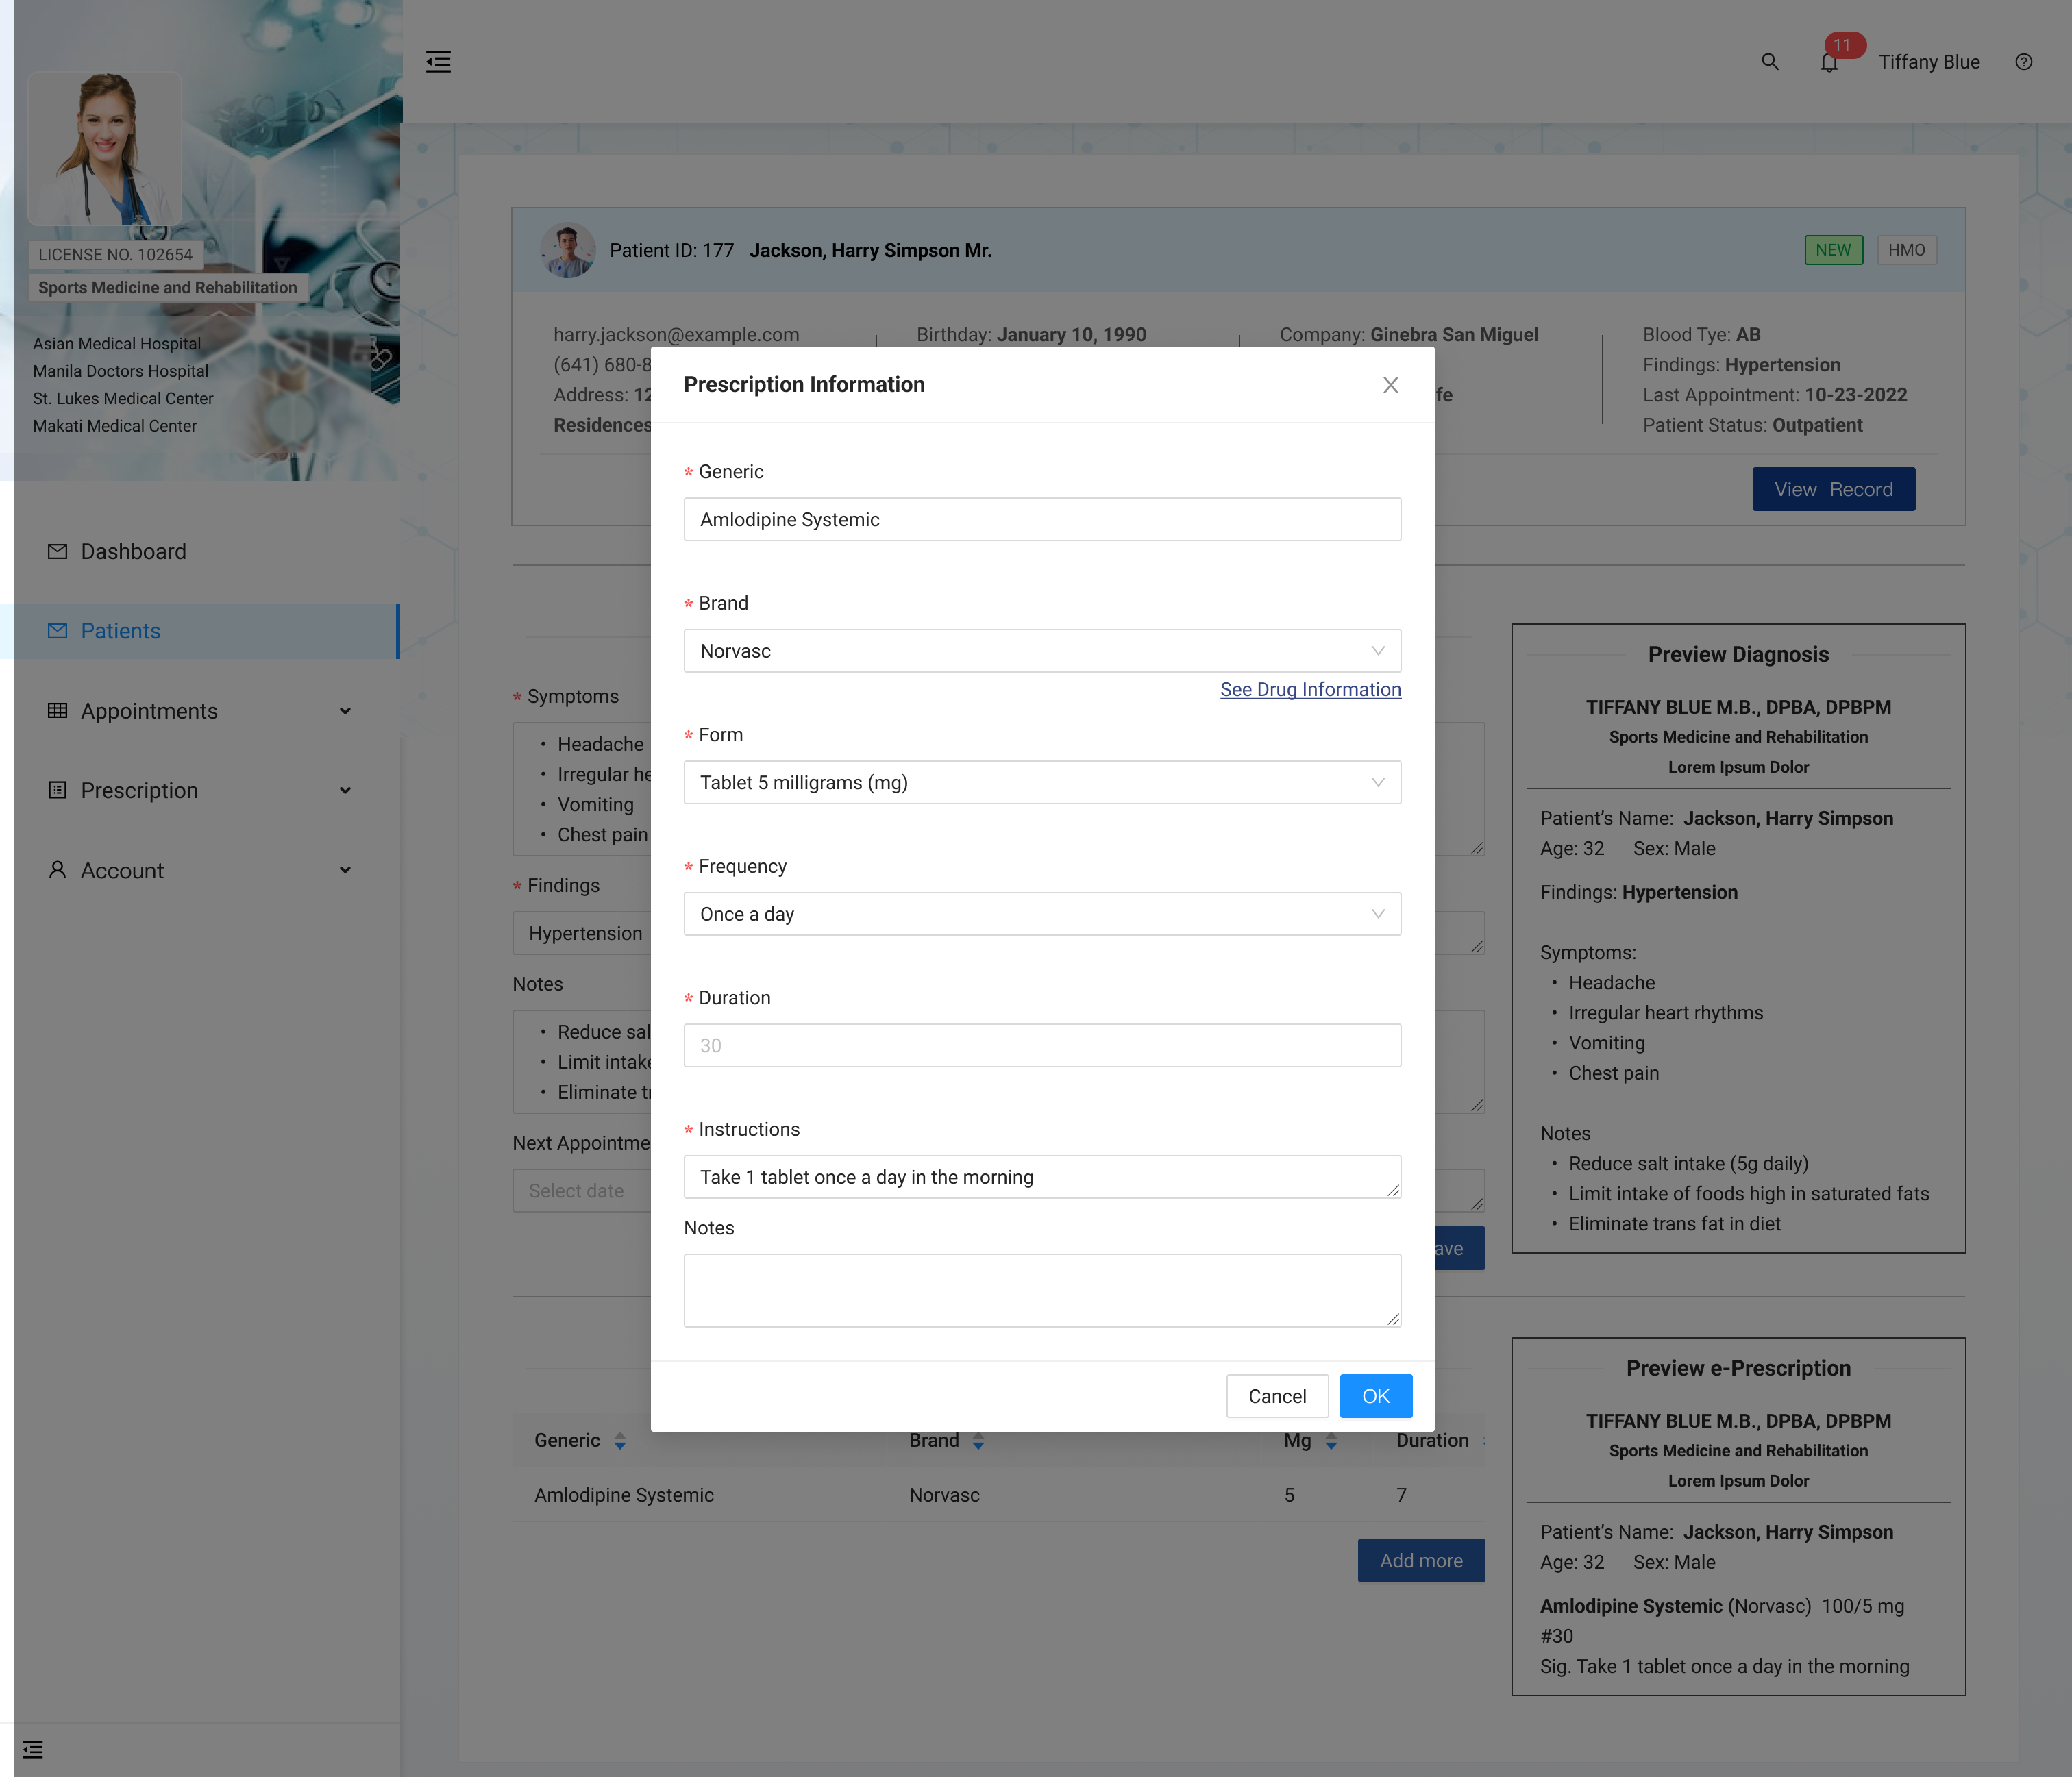 11
Tiffany Blue
LICENSE NO. 102654
Sports Medicine and Rehabilitation
Asian Medical Hospital
Manila Doctors Hospital
St. Lukes Medical Center
Makati Medical Center
Dashboard
Patients
Appointments
Prescription
Account
Patient ID: 177 Jackson, Harry Simpson Mr.
NEW
HMO
harry.jackson@example.com
(641) 680-8
Address: 12
Residences
Birthday: January 10, 1990
Company: Ginebra San Miguel
fe
Blood Tye: AB
Findings: Hypertension
Last Appointment: 10-23-2022
Patient Status: Outpatient
View Record
* Symptoms
• Headache
• Irregular he
• Vomiting
• Chest pain
* Findings
Hypertension
Notes
• Reduce sal
• Limit intake
• Eliminate tr
Next Appointme
Select date
ave
Prescription Information
* Generic
Amlodipine Systemic
* Brand
Norvasc
See Drug Information
* Form
Tablet 5 milligrams (mg)
* Frequency
Once a day
* Duration
30
* Instructions
Take 1 tablet once a day in the morning
Notes
Cancel
OK
Preview Diagnosis
TIFFANY BLUE M.B., DPBA, DPBPM
Sports Medicine and Rehabilitation
Lorem Ipsum Dolor
Patient’s Name: Jackson, Harry Simpson
Age: 32 Sex: Male
Findings: Hypertension
Symptoms:
• Headache
• Irregular heart rhythms
• Vomiting
• Chest pain
Notes
• Reduce salt intake (5g daily)
• Limit intake of foods high in saturated fats
• Eliminate trans fat in diet
Generic Brand Mg Duration
Amlodipine Systemic Norvasc 5 7
Add more
Preview e-Prescription
TIFFANY BLUE M.B., DPBA, DPBPM
Sports Medicine and Rehabilitation
Lorem Ipsum Dolor
Patient’s Name: Jackson, Harry Simpson
Age: 32 Sex: Male
Amlodipine Systemic (Norvasc) 100/5 mg
#30
Sig. Take 1 tablet once a day in the morning